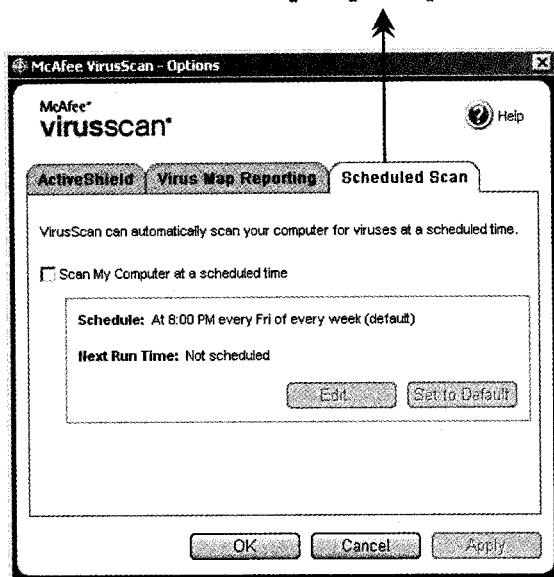 McAfee VirusScan - Options
McAfee
virusscan
Help
ActiveShield
Virus Map Reporting
Scheduled Scan
VirusScan can automatically scan your computer for viruses at a scheduled time.
Scan My Computer at a scheduled time
Schedule: At 8:00 PM every Fri of every week (default)
Next Run Time: Not scheduled
Edit...
Set to Default
OK
Cancel
Apply